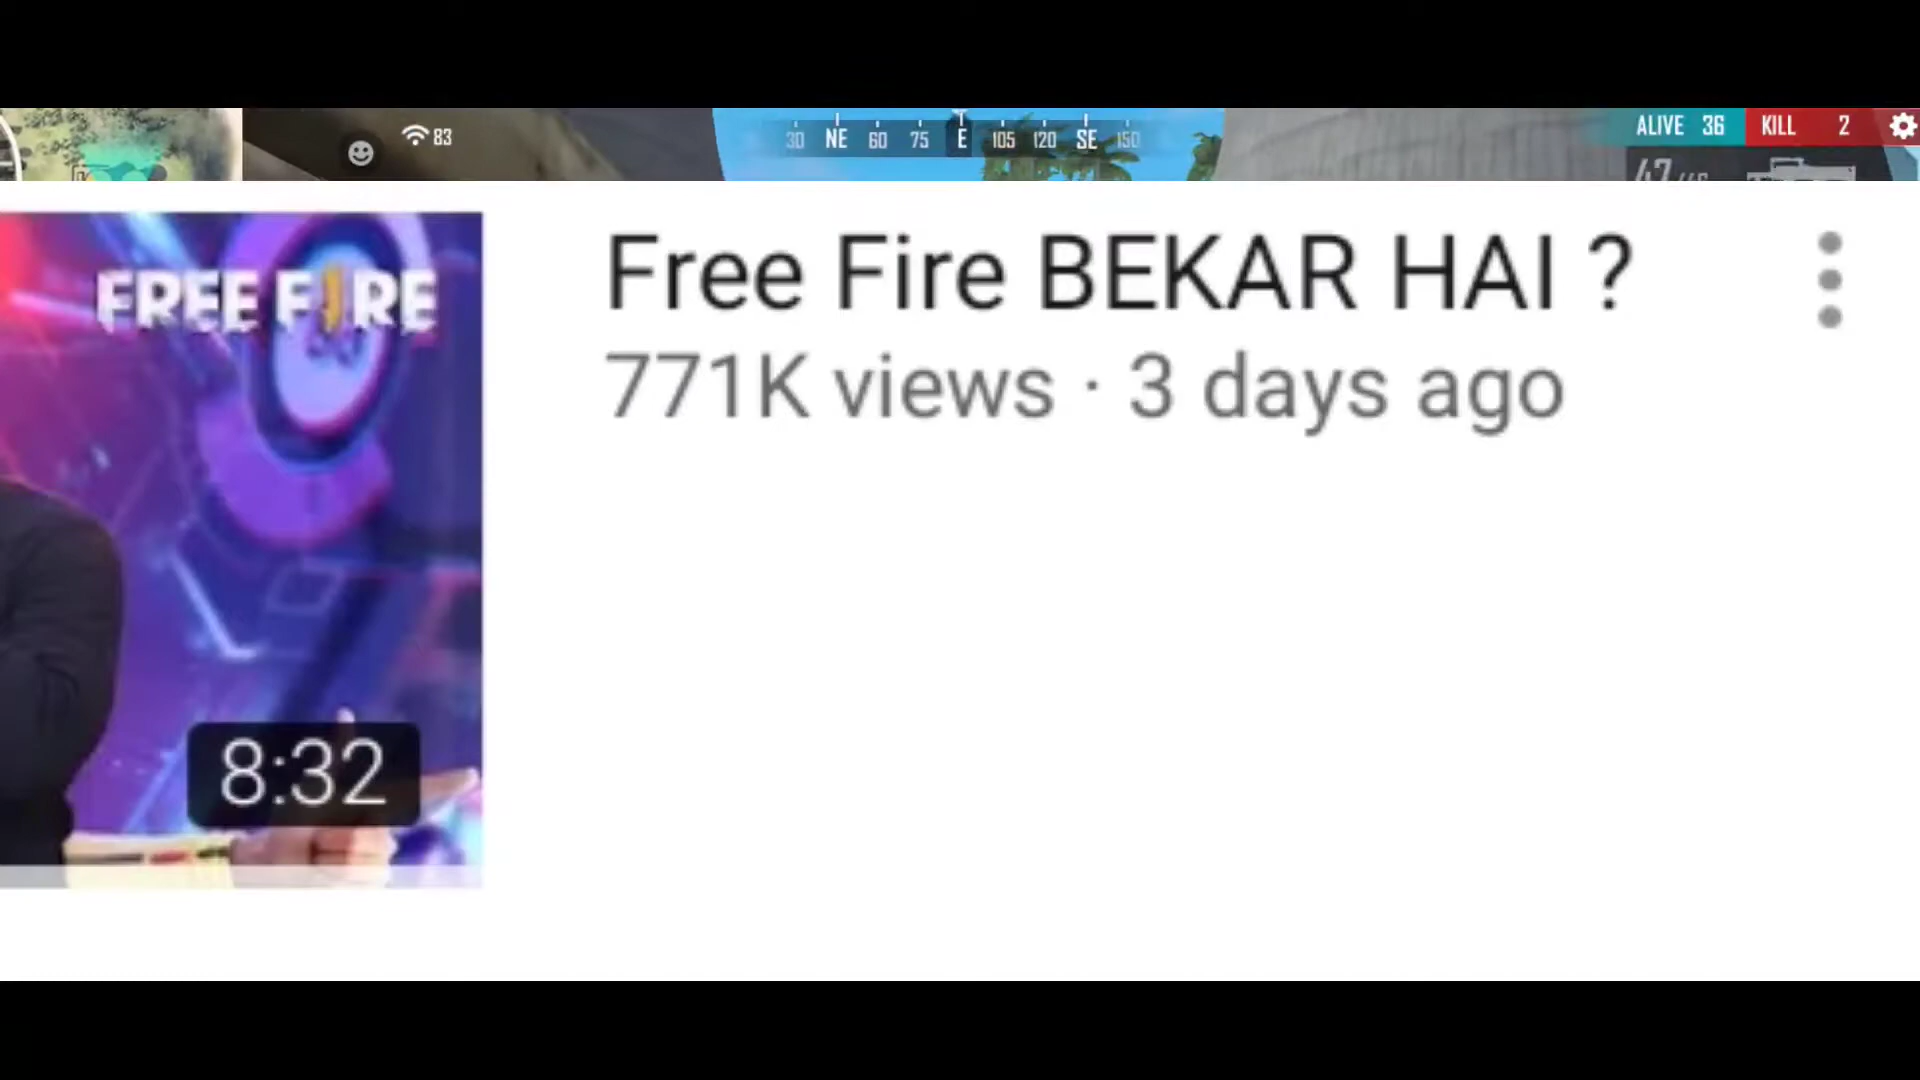 83
30 NE 60 75 E 105 120 SE 150
ALIVE 36 KILL 2
47
FREE FIRE
Free Fire BEKAR HAI ?
771K views · 3 days ago
8:32